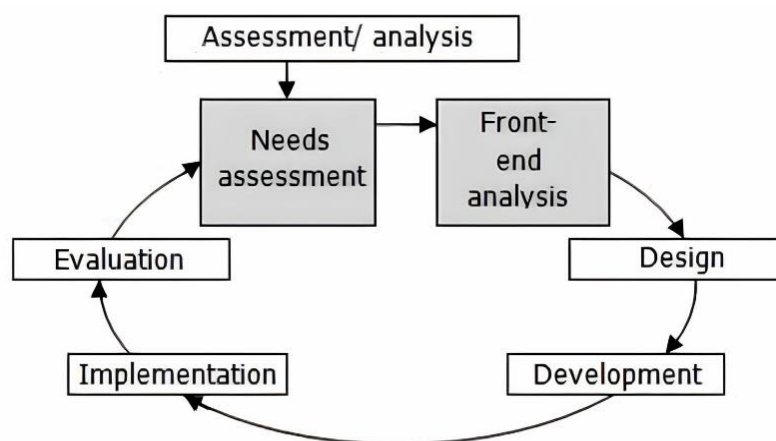 Assessment/ analysis
Needs
assessment
Front-
end
analysis
Evaluation
Design
Implementation
Development